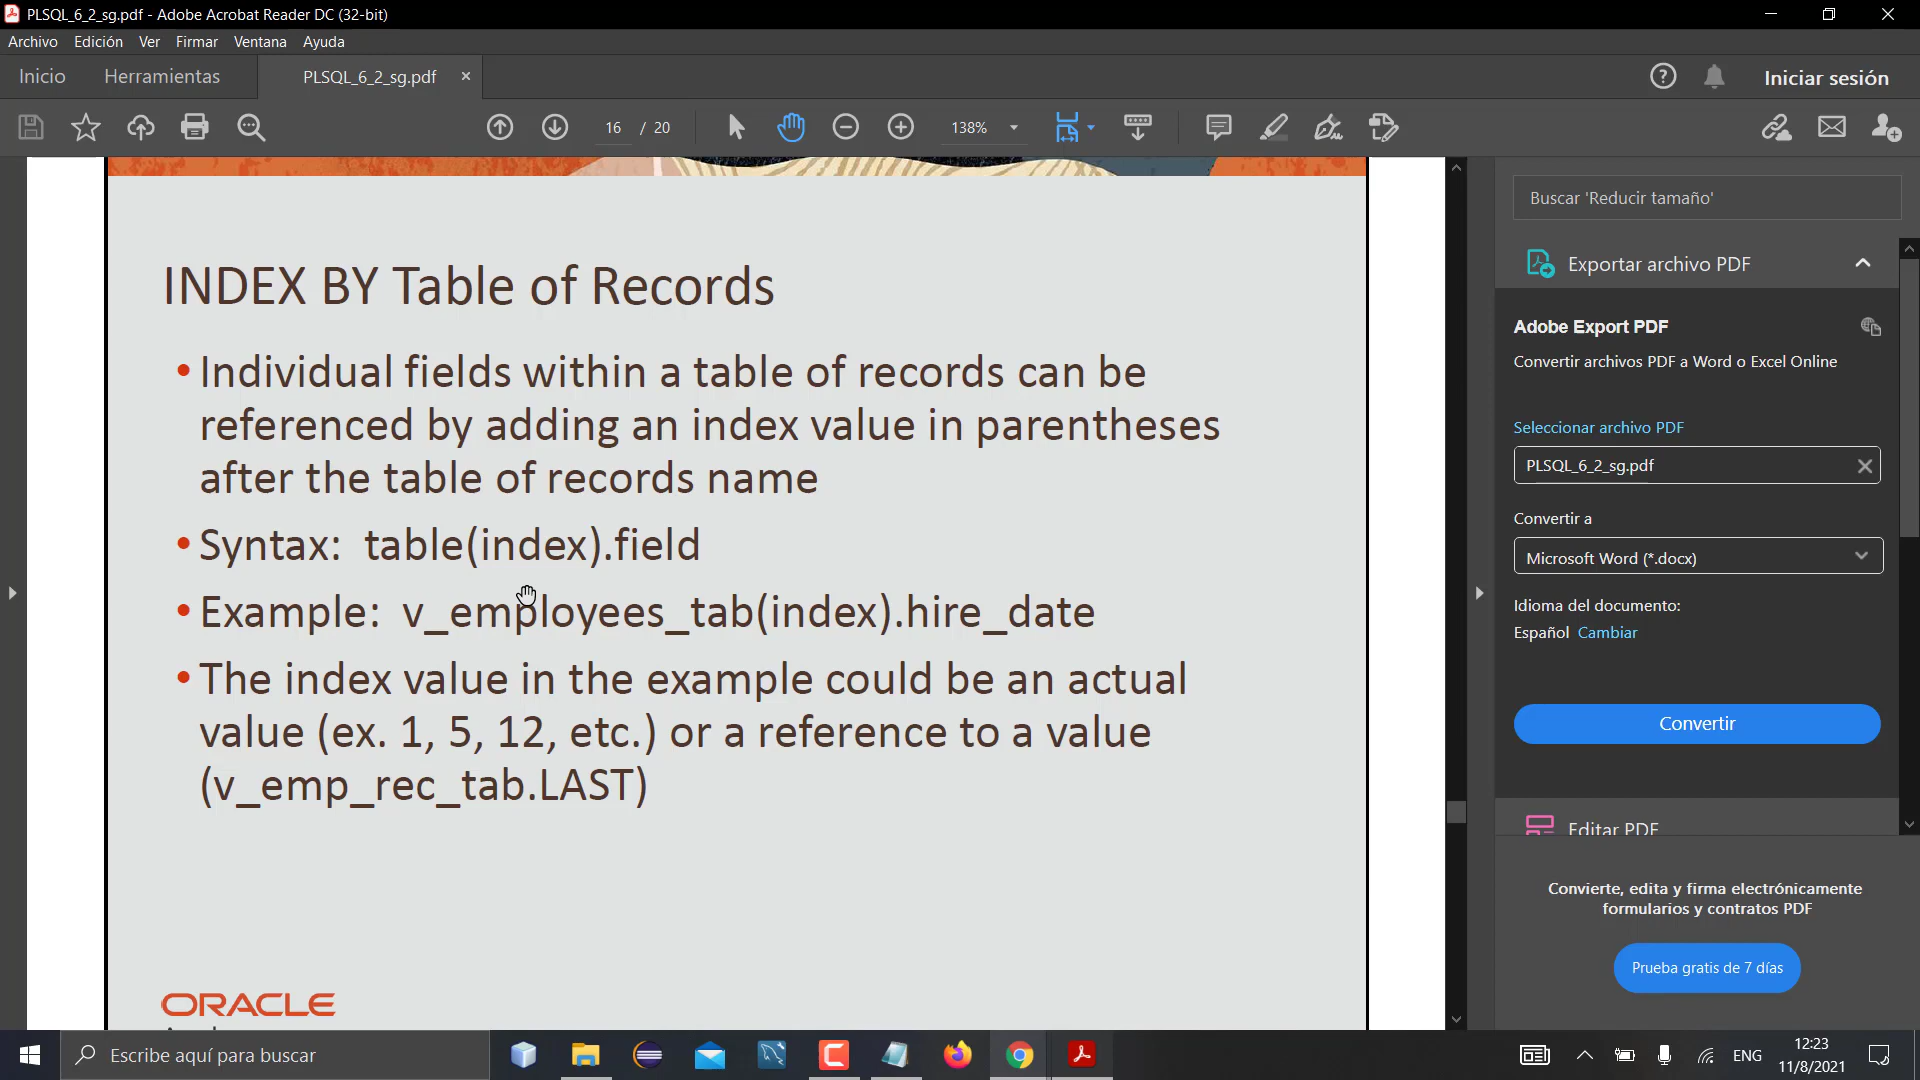 PLSQL_6_2_sg.pdf - Adobe Acrobat Reader DC (32-bit)
Archivo Edición Ver Firmar Ventana Ayuda
Inicio Herramientas PLSQL_6_2_sg.pdf × Iniciar sesión
16 / 20 138%
INDEX BY Table of Records
• Individual fields within a table of records can be
referenced by adding an index value in parentheses
after the table of records name
• Syntax: table(index).field
• Example: v_employees_tab(index).hire_date
• The index value in the example could be an actual
value (ex. 1, 5, 12, etc.) or a reference to a value
(v_emp_rec_tab.LAST)
ORACLE
Buscar 'Reducir tamaño'
Exportar archivo PDF
Adobe Export PDF
Convertir archivos PDF a Word o Excel Online
Seleccionar archivo PDF
PLSQL_6_2_sg.pdf
Convertir a
Microsoft Word (*.docx)
Idioma del documento:
Español Cambiar
Convertir
Editar PDF
Convierte, edita y firma electrónicamente
formularios y contratos PDF
Prueba gratis de 7 días
Escribe aquí para buscar
ENG
12:23
11/8/2021